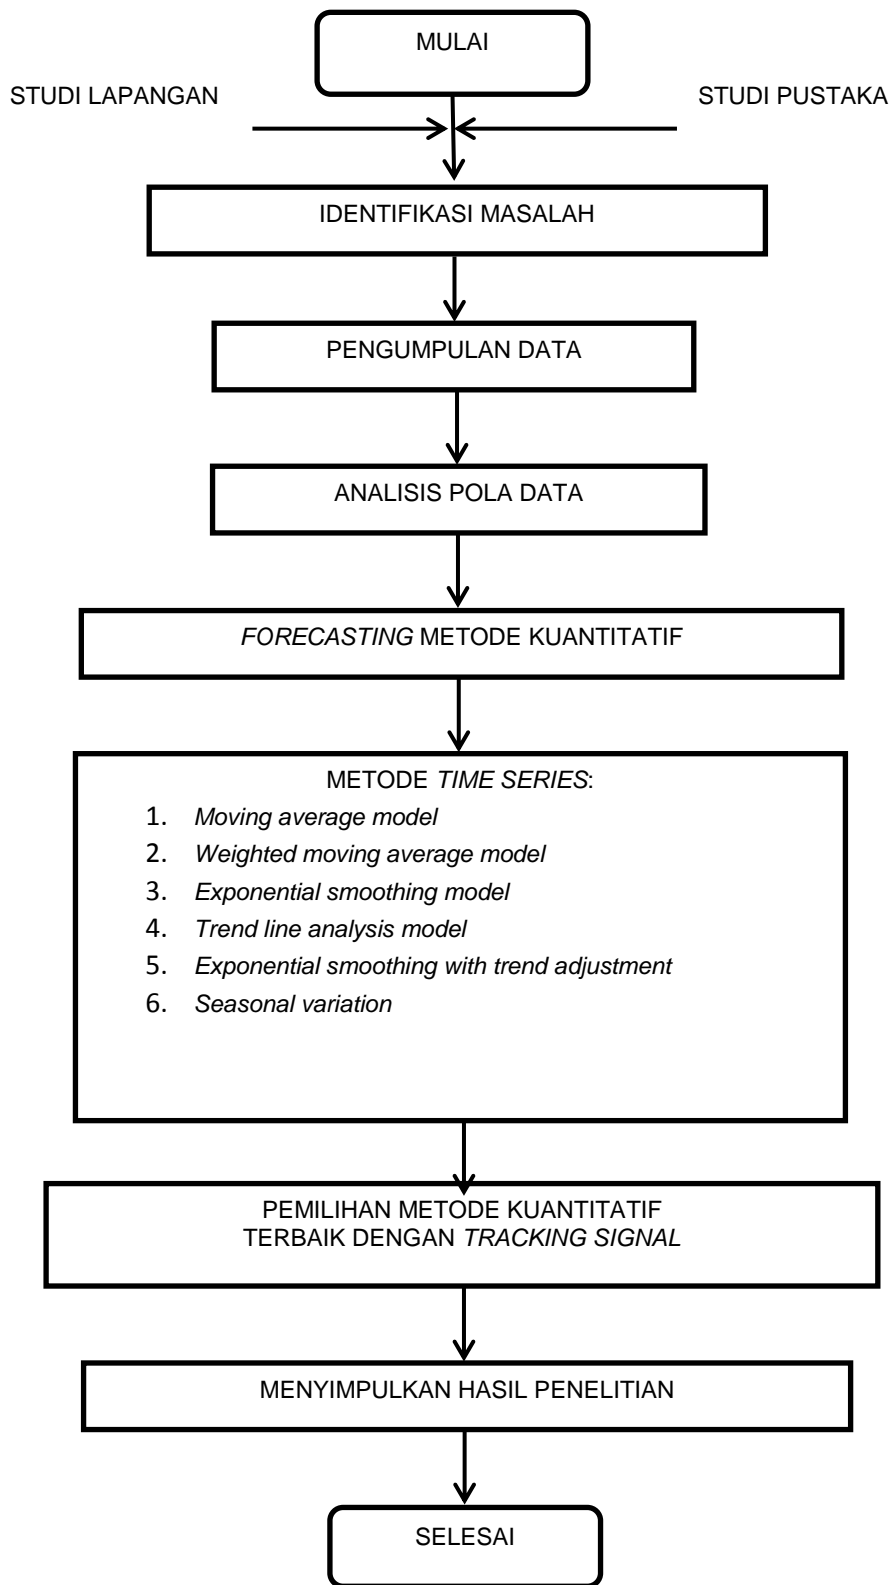 MULAI
STUDI LAPANGAN
STUDI PUSTAKA
IDENTIFIKASI MASALAH
PENGUMPULAN DATA
ANALISIS POLA DATA
FORECASTING METODE KUANTITATIF
METODE TIME SERIES:
1. Moving average model
2. Weighted moving average model
3. Exponential smoothing model
4. Trend line analysis model
5. Exponential smoothing with trend adjustment
6. Seasonal variation
PEMILIHAN METODE KUANTITATIF
TERBAIK DENGAN TRACKING SIGNAL
MENYIMPULKAN HASIL PENELITIAN
SELESAI